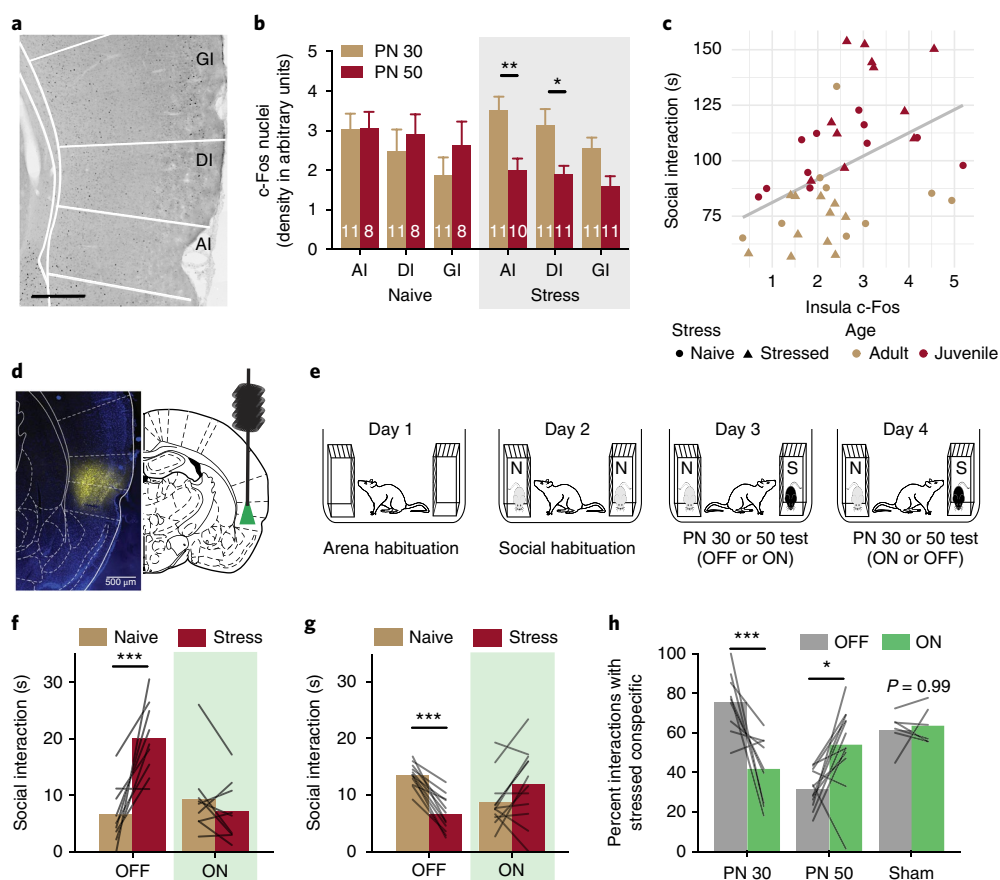 a
GI
DI
AI
b
PN 30
PN 50
c-Fos nuclei
(density in arbitrary units)
5
4
3
2
1
0
**
*
11 8 11 8 11 8 11 10 11 11 11 11
AI DI GI AI DI GI
Naive Stress
c
Social interaction (s)
150
125
100
75
1 2 3 4 5
Insula c-Fos
Stress Age
Naive Stressed Adult Juvenile
d
500 µm
e
Day 1 Day 2 Day 3 Day 4
N N N S N S
Arena habituation Social habituation PN 30 or 50 test PN 30 or 50 test
(OFF or ON) (ON or OFF)
f
Naive Stress
***
Social interaction (s)
30
20
10
0
OFF ON
g
Naive Stress
***
Social interaction (s)
30
20
10
0
OFF ON
h
OFF ON
***
*
P = 0.99
Percent interactions with
stressed conspecific
100
80
60
40
20
0
PN 30 PN 50 Sham